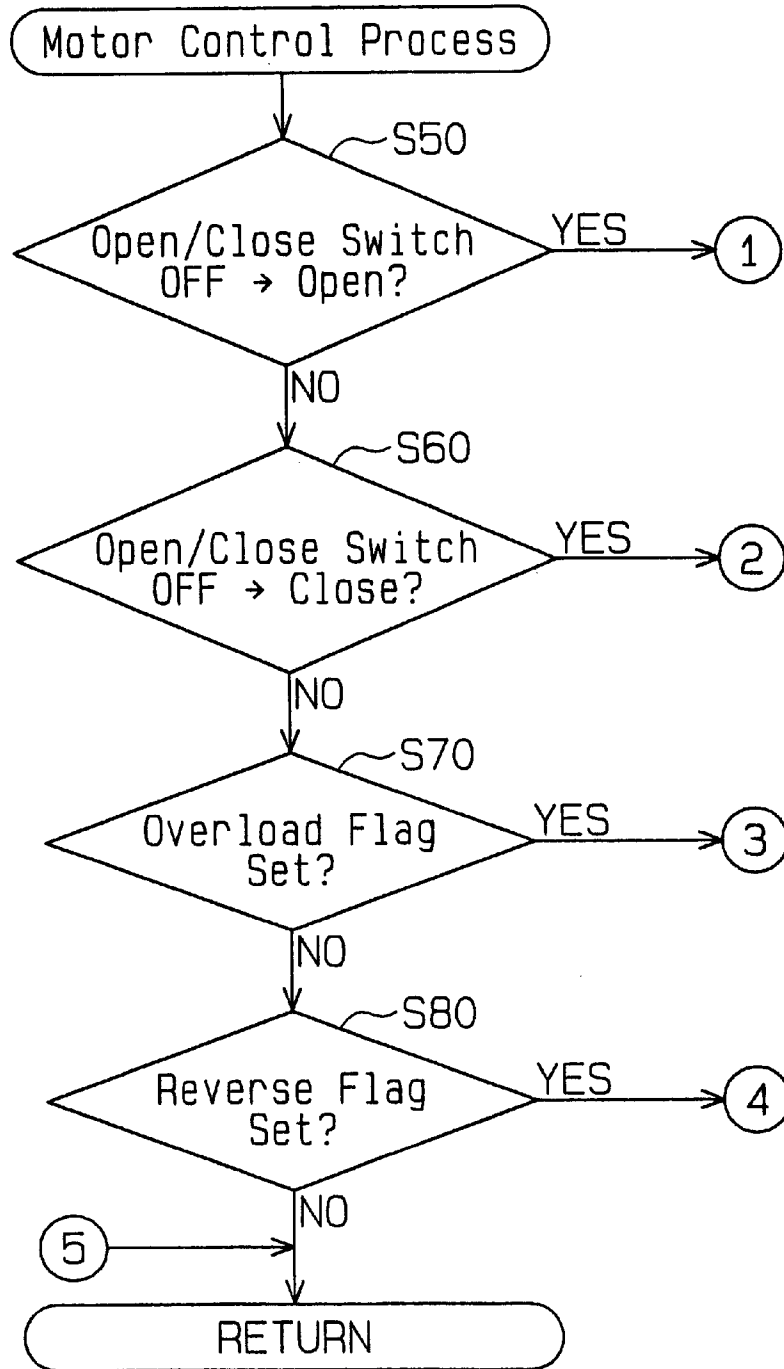 Motor Control Process
S50
Open/Close Switch
OFF → Open?
YES
1
NO
S60
Open/Close Switch
OFF → Close?
YES
2
NO
S70
Overload Flag
Set?
YES
3
NO
S80
Reverse Flag
Set?
YES
4
NO
5
RETURN